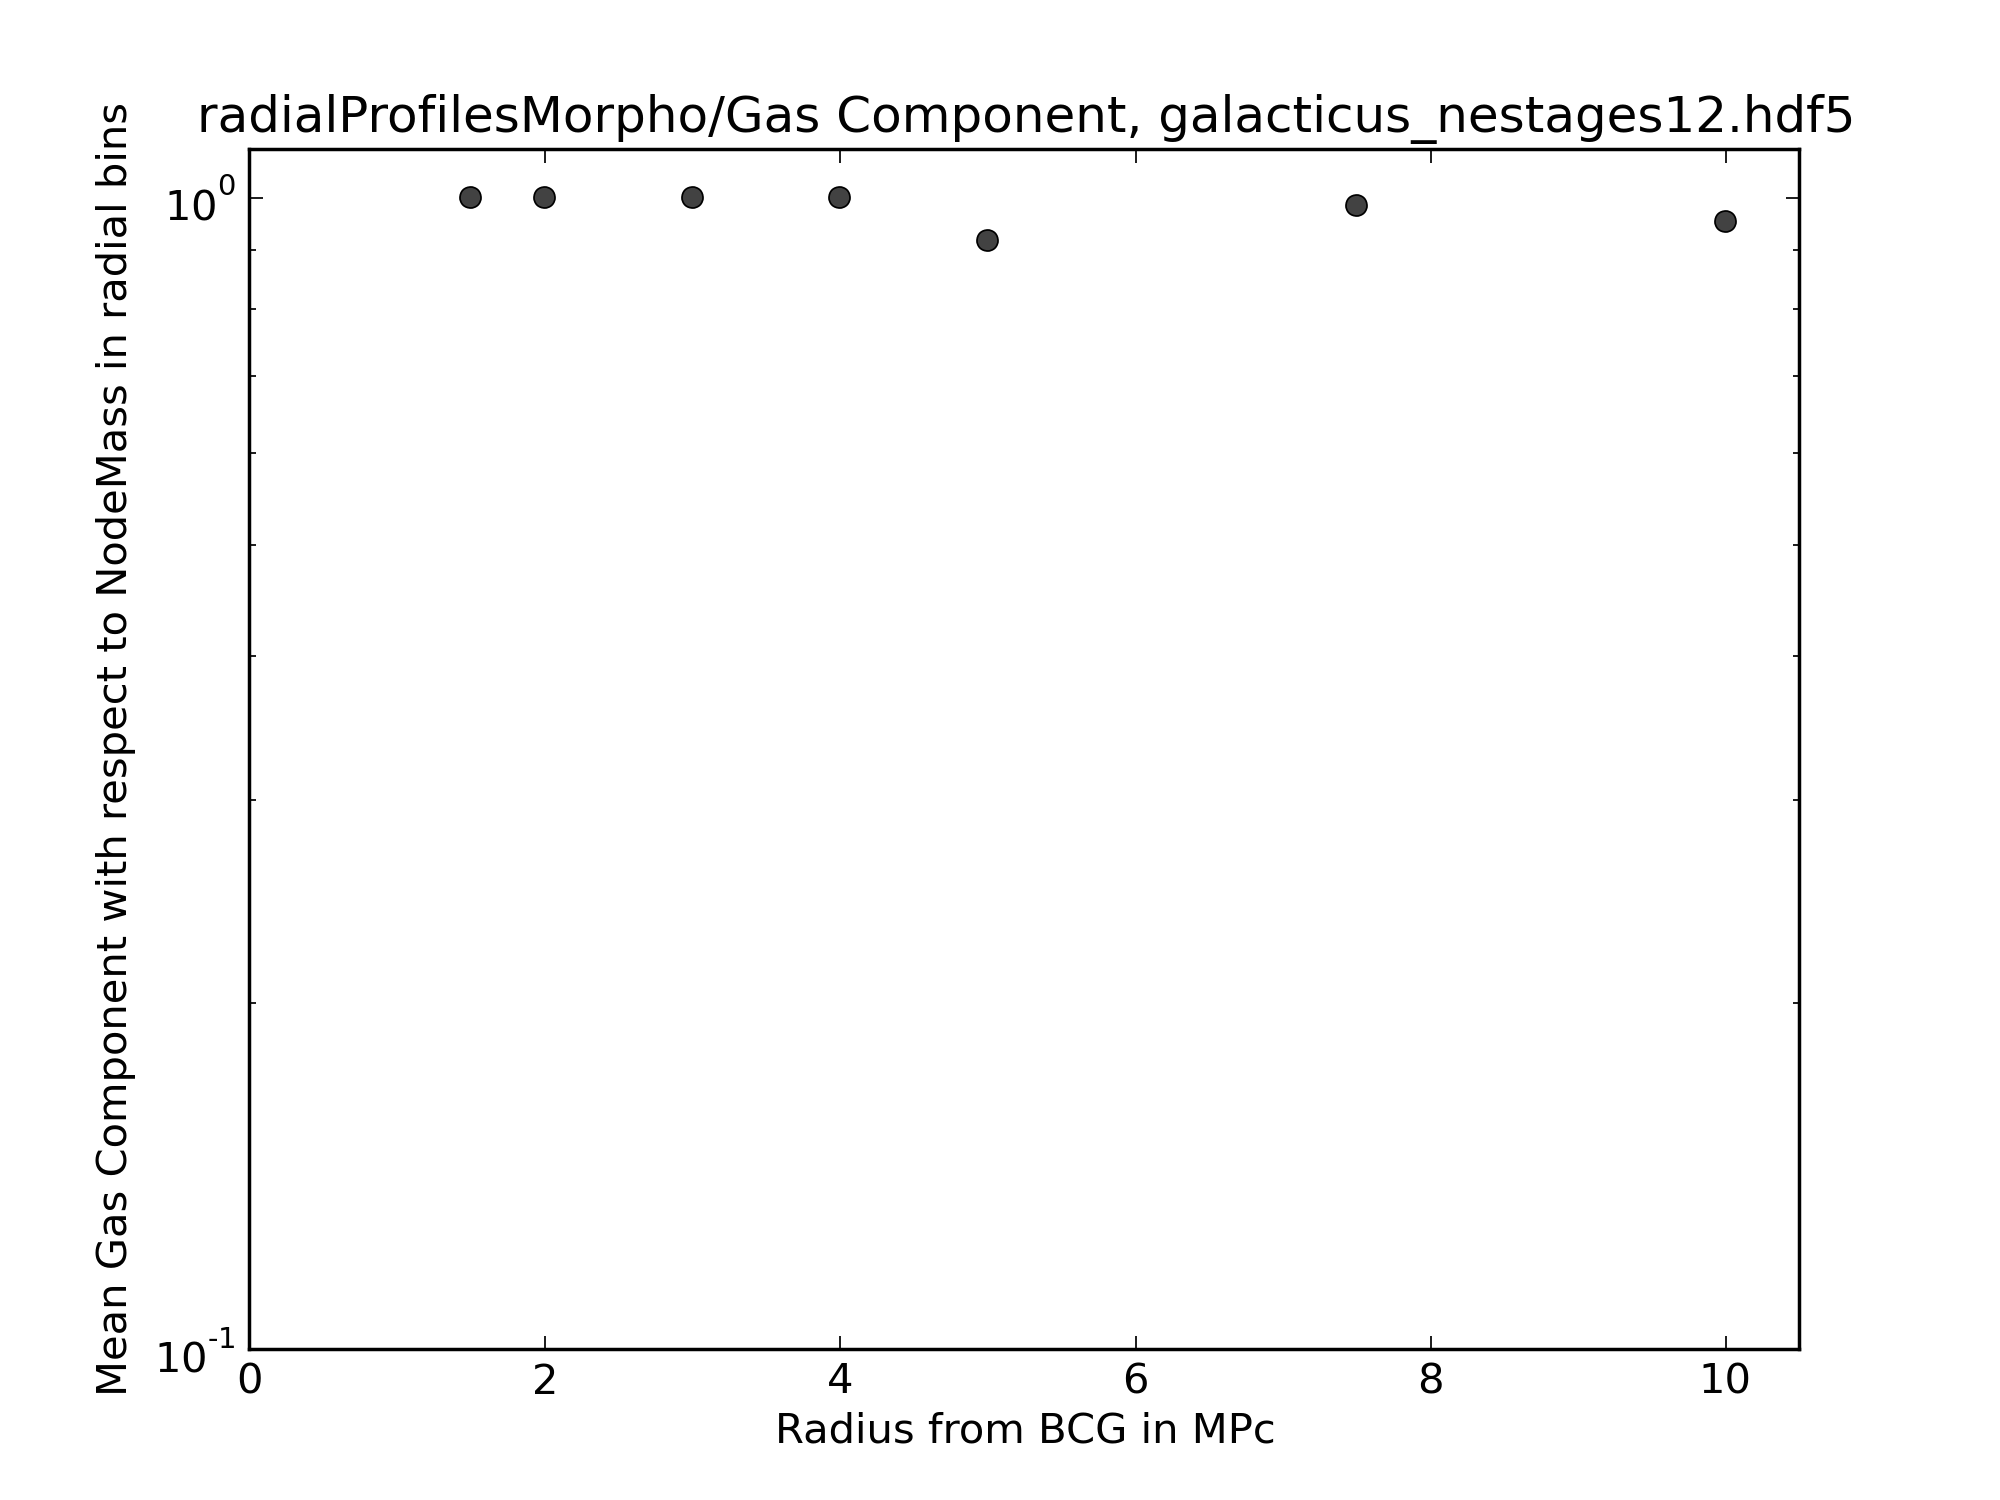 radialProfilesMorpho/Gas Component, galacticus_nestages12.hdf5
Mean Gas Component with respect to NodeMass in radial bins
10^0
10^-1
0 2 4 6 8 10
Radius from BCG in MPc